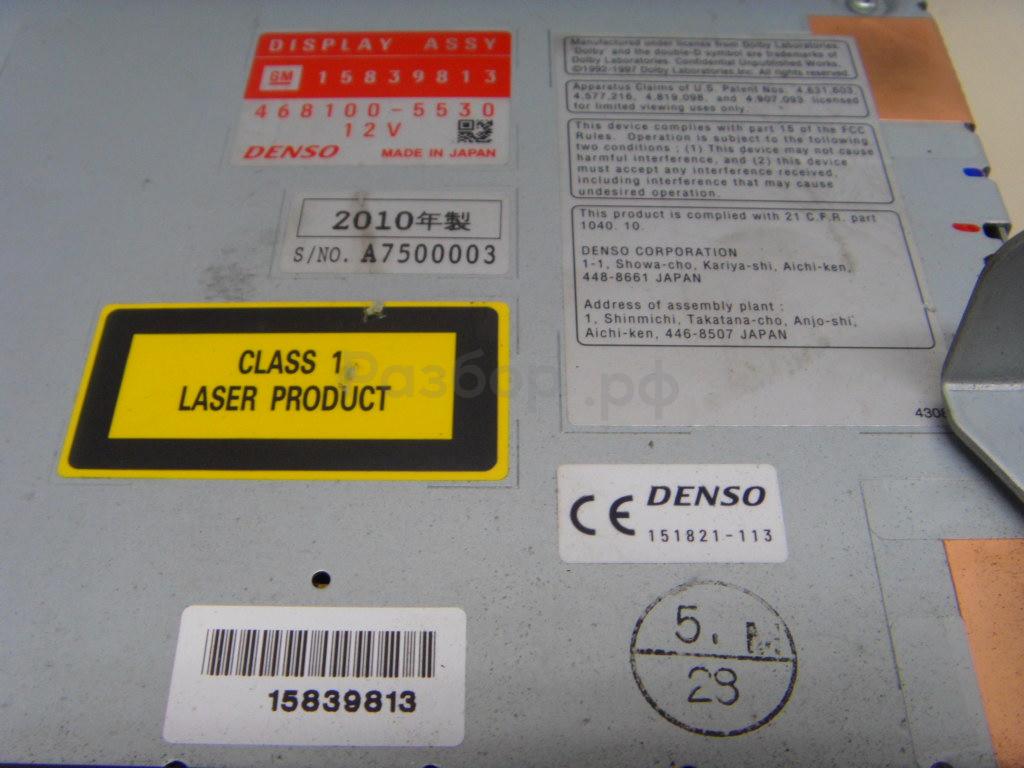 DISPLAY ASSY
GM 15839813
468100-5530
12V
DENSO MADE IN JAPAN
2010年製
S/NO. A7500003
CLASS 1
LASER PRODUCT
Разбор.рф
Manufactured under license from Dolby Laboratories.
"Dolby" and the double-D symbol are trademarks of
Dolby Laboratories. Confidential Unpublished Works.
©1992-1997 Dolby Laboratories,Inc. All rights reserved.
Apparatus Claims of U.S. Patent Nos. 4,631,603,
4,577,216, 4,819,098, and 4,907,093 licensed
for limited viewing uses only.
This device complies with part 15 of the FCC
Rules. Operation is subject to the following
two conditions : (1) This device may not cause
harmful interference, and (2) this device
must accept any interference received,
including interference that may cause
undesired operation.
This product is complied with 21 C.F.R. part
1040. 10.
DENSO CORPORATION
1-1, Showa-cho, Kariya-shi, Aichi-ken,
448-8661 JAPAN
Address of assembly plant :
1, Shinmichi, Takatana-cho, Anjo-shi,
Aichi-ken, 446-8507 JAPAN
4308
CE DENSO
151821-113
15839813
5. M
29